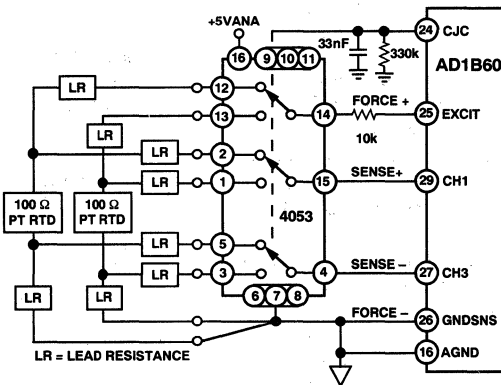 +5VANA
16 9 10 11
33nF
330k
24 CJC
AD1B60
LR
12
13
14
FORCE +
10k
25 EXCIT
LR
LR
2
LR
1
15
SENSE+
29 CH1
100 Ω
PT RTD
100 Ω
PT RTD
4053
LR
5
LR
3
4
SENSE –
27 CH3
LR
LR
6 7 8
FORCE –
26 GNDSNS
16 AGND
LR = LEAD RESISTANCE